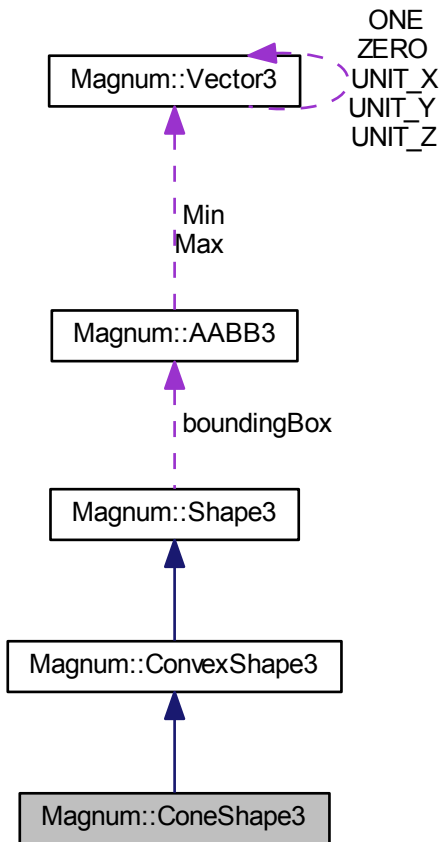 ONE
ZERO
UNIT_X
UNIT_Y
UNIT_Z
Magnum::Vector3
Min
Max
Magnum::AABB3
boundingBox
Magnum::Shape3
Magnum::ConvexShape3
Magnum::ConeShape3